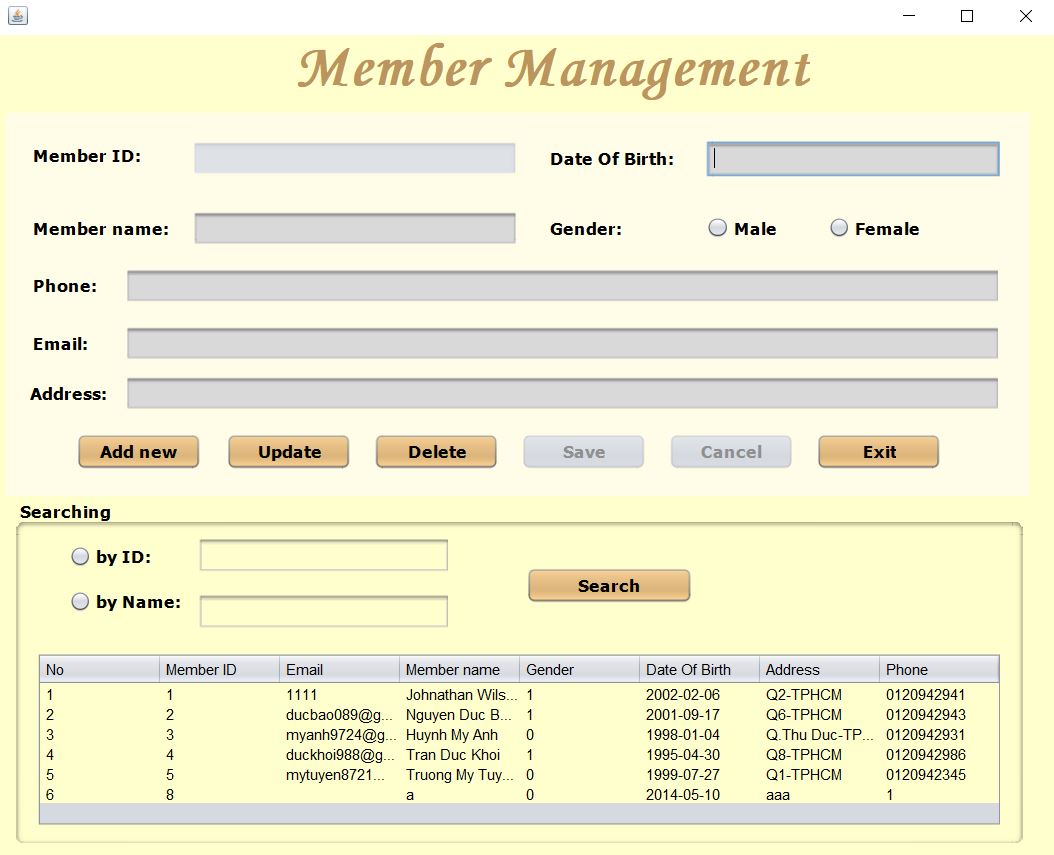 Member Management
Member ID: Date Of Birth:
Member name: Gender: Male Female
Phone:
Email:
Address:
Add new Update Delete Save Cancel Exit
Searching
by ID:
Search
by Name:
No Member ID Email Member name Gender Date Of Birth Address Phone
1 1 1111 Johnathan Wils... 1 2002-02-06 Q2-TPHCM 0120942941
2 2 ducbao089@g... Nguyen Duc B... 1 2001-09-17 Q6-TPHCM 0120942943
3 3 myanh9724@g... Huynh My Anh 0 1998-01-04 Q.Thu Duc-TP... 0120942931
4 4 duckhoi988@g... Tran Duc Khoi 1 1995-04-30 Q8-TPHCM 0120942986
5 5 mytuyen8721... Truong My Tuy... 0 1999-07-27 Q1-TPHCM 0120942345
6 8 a 0 2014-05-10 aaa 1